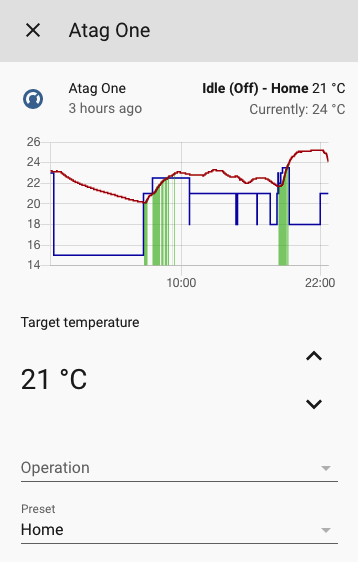 Atag One
Atag One
Idle (Off) - Home 21 °C
3 hours ago
Currently: 24 °C
26
24
22
20
18
16
14
10:00
22:00
Target temperature
21 °C
Operation
Preset
Home